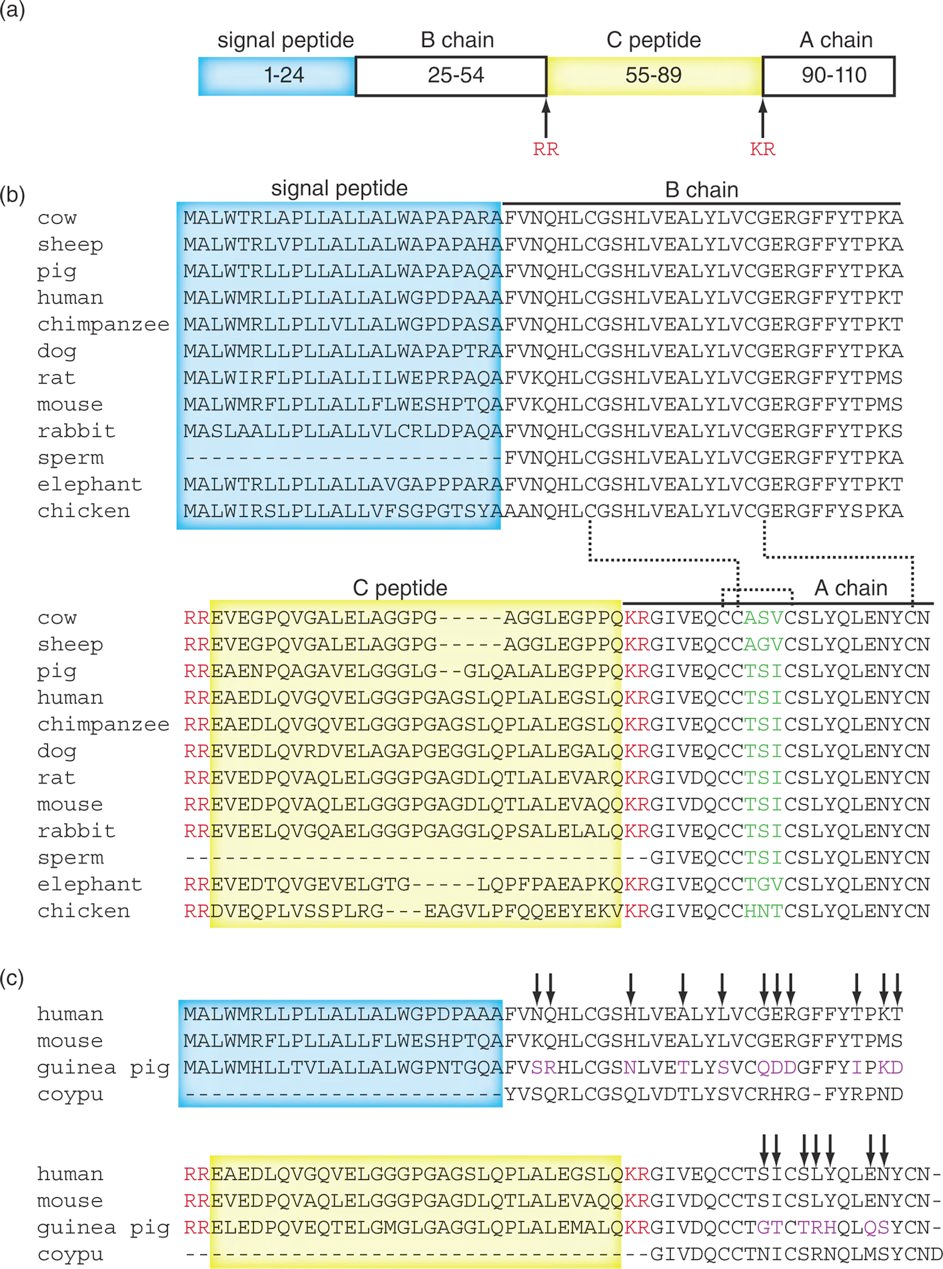 (a)
signal peptide B chain C peptide A chain
1-24 25-54 55-89 90-110
RR KR
(b)
signal peptide B chain
cow MALWTRLAPLLALLALWAPAPARAFVNQHLCGSHLVEALYLVCGERGFFYTPKA
sheep MALWTRLVPLLALLALWAPAPAHAFVNQHLCGSHLVEALYLVCGERGFFYTPKA
pig MALWTRLLPLLALLALWAPAPAQAFVNQHLCGSHLVEALYLVCGERGFFYTPKA
human MALWMRLLPLLALLALWGPDPAAAFVNQHLCGSHLVEALYLVCGERGFFYTPKT
chimpanzee MALWMRLLPLLVLLALWGPDPASAFVNQHLCGSHLVEALYLVCGERGFFYTPKT
dog MALWMRLLPLLALLALWAPAPTRAFVNQHLCGSHLVEALYLVCGERGFFYTPKA
rat MALWIRFLPLLALLILWEPRPAQAFVKQHLCGSHLVEALYLVCGERGFFYTPMS
mouse MALWMRFLPLLALLFLWESHPTQAFVKQHLCGSHLVEALYLVCGERGFFYTPMS
rabbit MASLAALLPLLALLVLCRLDPAQAFVNQHLCGSHLVEALYLVCGERGFFYTPKS
sperm ------------------------FVNQHLCGSHLVEALYLVCGERGFFYTPKA
elephant MALWTRLLPLLALLAVGAPPPARAFVNQHLCGSHLVEALYLVCGERGFFYTPKT
chicken MALWIRSLPLLALLVFSGPGTSYAAANQHLCGSHLVEALYLVCGERGFFYSPKA
C peptide A chain
cow RREVEGPQVGALELAGGPG-----AGGLEGPPQKRGIVEQCCASVCSLYQLENYCN
sheep RREVEGPQVGALELAGGPG-----AGGLEGPPQKRGIVEQCCAGVCSLYQLENYCN
pig RREAENPQAGAVELGGGLG--GLQALALEGPPQKRGIVEQCCTSICSLYQLENYCN
human RREAEDLQVGQVELGGGPGAGSLQPLALEGSLQKRGIVEQCCTSICSLYQLENYCN
chimpanzee RREAEDLQVGQVELGGGPGAGSLQPLALEGSLQKRGIVEQCCTSICSLYQLENYCN
dog RREVEDLQVRDVELAGAPGEGGLQPLALEGALQKRGIVEQCCTSICSLYQLENYCN
rat RREVEDPQVAQLELGGGPGAGDLQTLALEVARQKRGIVDQCCTSICSLYQLENYCN
mouse RREVEDPQVAQLELGGGPGAGDLQTLALEVAQQKRGIVDQCCTSICSLYQLENYCN
rabbit RREVEELQVGQAELGGGPGAGGLQPSALELALQKRGIVEQCCTSICSLYQLENYCN
sperm -----------------------------------GIVEQCCTSICSLYQLENYCN
elephant RREVEDTQVGEVELGTG-----LQPFPAEAPKQKRGIVEQCCTGVCSLYQLENYCN
chicken RRDVEQPLVSSPLRG---EAGVLPFQQEEYEKVKRGIVEQCCHNTCSLYQLENYCN
(c)
human MALWMRLLPLLALLALWGPDPAAAFVNQHLCGSHLVEALYLVCGERGFFYTPKT
mouse MALWMRFLPLLALLFLWESHPTQAFVKQHLCGSHLVEALYLVCGERGFFYTPMS
guinea pig MALWMHLLTVLALLALWGPNTGQAFVSRHLCGSNLVETLYSVCQDDGFFYIPKD
coypu ------------------------YVSQRLCGSQLVDTLYSVCRHRG-FYRPND
human RREAEDLQVGQVELGGGPGAGSLQPLALEGSLQKRGIVEQCCTSICSLYQLENYCN-
mouse RREVEDPQVAQLELGGGPGAGDLQTLALEVAQQKRGIVDQCCTSICSLYQLENYCN-
guinea pig RRELEDPQVEQTELGMGLGAGGLQPLALEMALQKRGIVDQCCTGTCTRHQLQSYCN-
coypu -----------------------------------GIVDQCCTNICSRNQLMSYCND